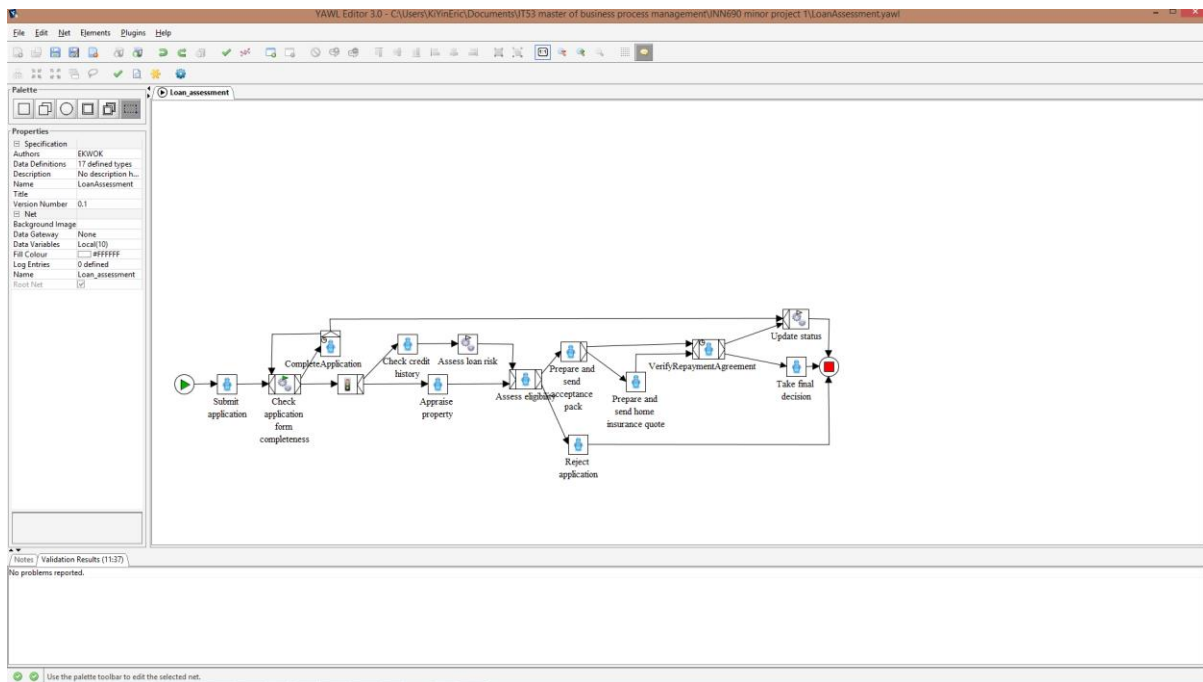 YAWL Editor 3.0 - C:\Users\KiYinEric\Documents\IT53 master of business process management\INN690 minor project 1\LoanAssessment.yawl
File Edit Net Elements Plugins Help
Palette
Loan_assessment
Properties
Specification
Authors EKWOK
Data Definitions 17 defined types
Description No description h...
Name LoanAssessment
Title
Version Number 0.1
Net
Background Image
Data Gateway None
Data Variables Local(10)
Fill Colour #FFFFFF
Log Entries 0 defined
Name Loan_assessment
Root Net
Update status
CompleteApplication
Check credit
history
Assess loan risk
VerifyRepaymentAgreement
Prepare and
send
acceptance
pack
Submit
application
Check
application
form
completeness
Appraise
property
Assess eligibility
Prepare and
send home
insurance quote
Take final
decision
Reject
application
Notes Validation Results (11:37)
No problems reported.
Use the palette toolbar to edit the selected net.